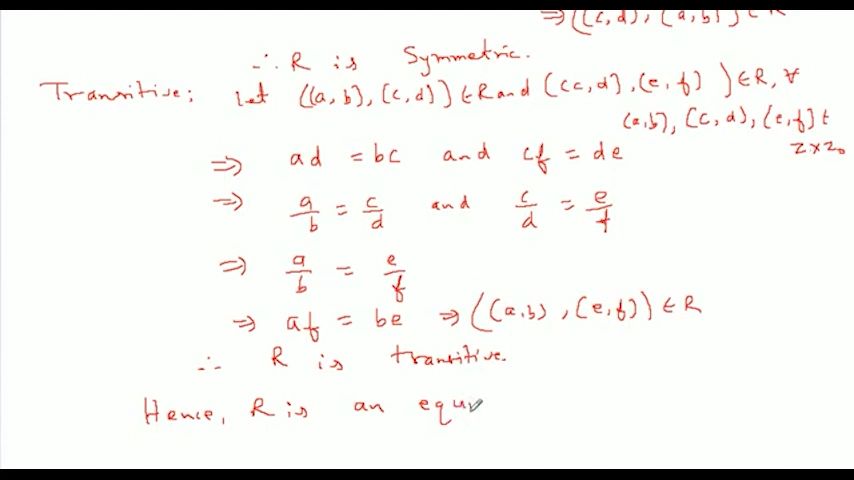 ⇒ ((c, d), (a, b)) ∈ R
∴ R is Symmetric.
Transitive: Let ((a, b), (c, d)) ∈ R and ((c, d), (e, f)) ∈ R, ∀
(a, b), (c, d), (e, f) ∈
Z × Z₀
⇒ ad = bc and cf = de
⇒ a/b = c/d and c/d = e/f
⇒ a/b = e/f
⇒ af = be ⇒ ((a, b), (e, f)) ∈ R
∴ R is transitive.
Hence, R is an equiv